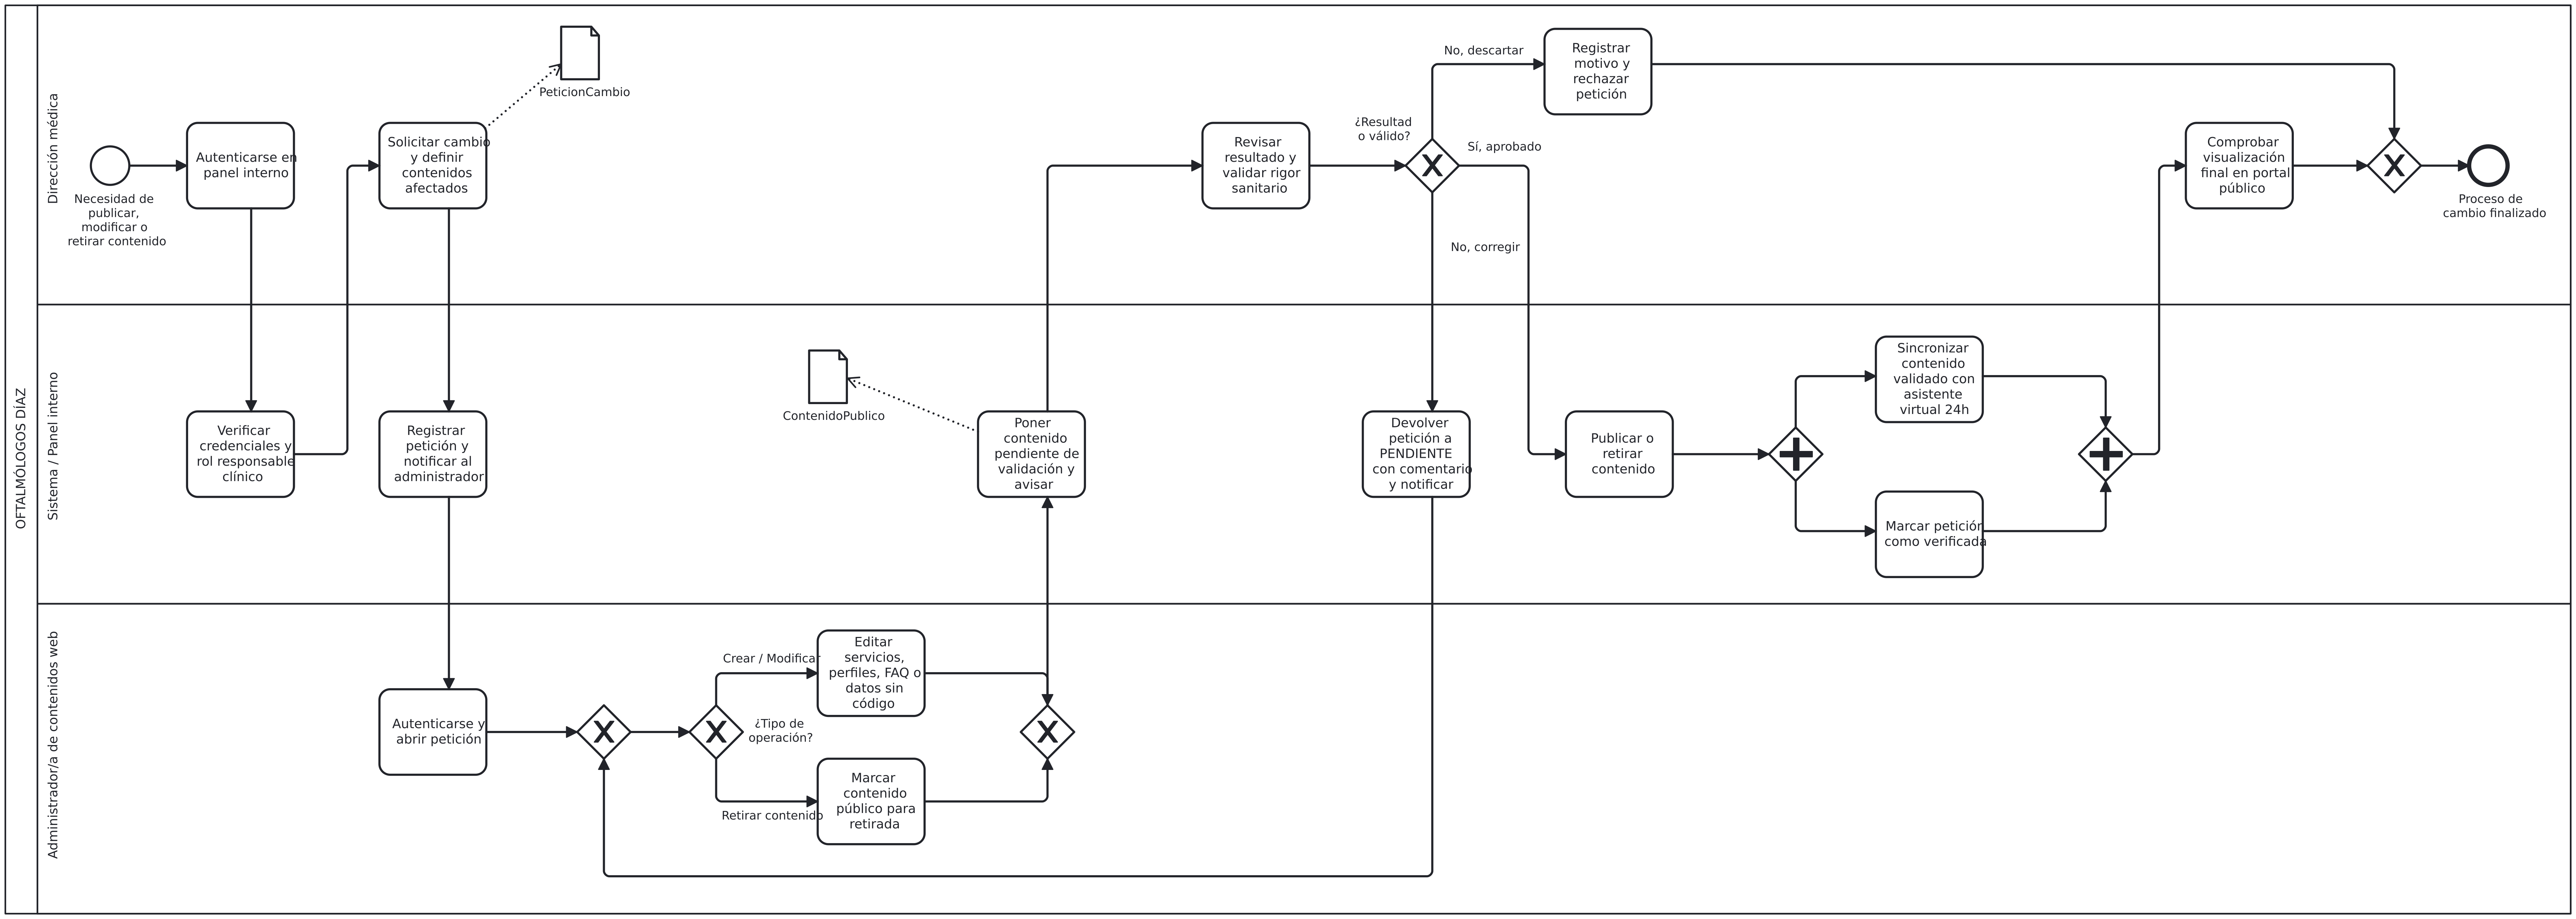 OFTALMÓLOGOS DÍAZ
Dirección médica
Necesidad de
publicar,
modificar o
retirar contenido
Autenticarse en
panel interno
Solicitar cambio
y definir
contenidos
afectados
PeticionCambio
Revisar
resultado y
validar rigor
sanitario
¿Resultad
o válido?
No, descartar
Sí, aprobado
No, corregir
Registrar
motivo y
rechazar
petición
Comprobar
visualización
final en portal
público
Proceso de
cambio finalizado
Sistema / Panel interno
Verificar
credenciales y
rol responsable
clínico
Registrar
petición y
notificar al
administrador
ContenidoPublico
Poner
contenido
pendiente de
validación y
avisar
Devolver
petición a
PENDIENTE
con comentario
y notificar
Publicar o
retirar
contenido
Sincronizar
contenido
validado con
asistente
virtual 24h
Marcar petición
como verificada
Administrador/a de contenidos web
Autenticarse y
abrir petición
¿Tipo de
operación?
Crear / Modificar
Editar
servicios,
perfiles, FAQ o
datos sin
código
Retirar contenido
Marcar
contenido
público para
retirada